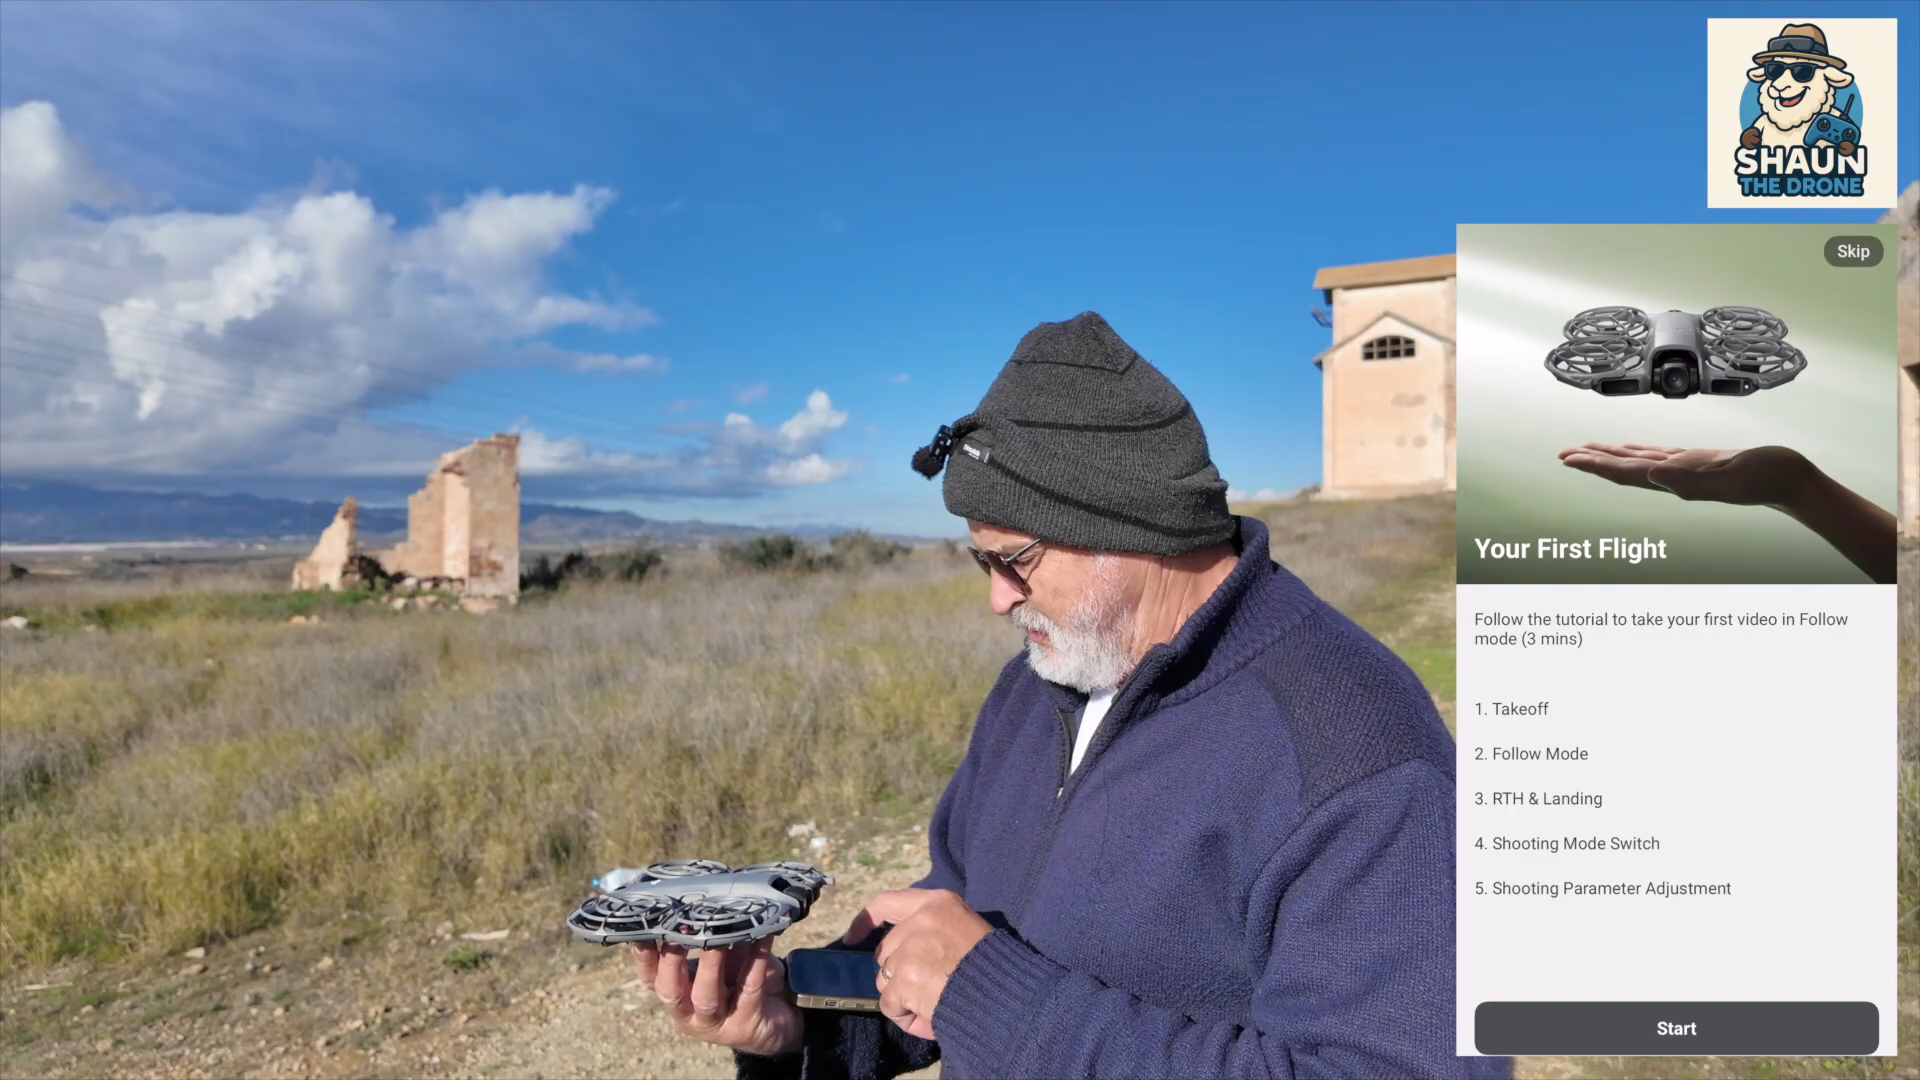 SHAUN
THE DRONE
Skip
Your First Flight
Follow the tutorial to take your first video in Follow
mode (3 mins)
1. Takeoff
2. Follow Mode
3. RTH & Landing
4. Shooting Mode Switch
5. Shooting Parameter Adjustment
Start